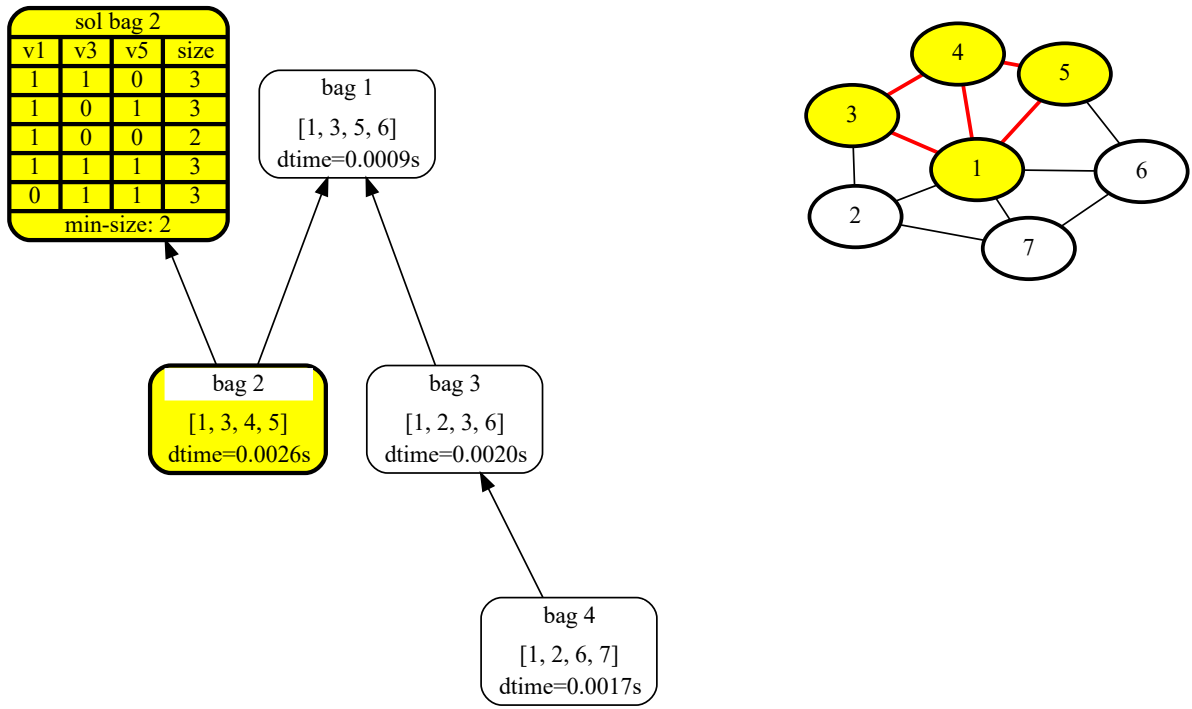 sol bag 2
v1 v3 v5 size
1 1 0 3
1 0 1 3
1 0 0 2
1 1 1 3
0 1 1 3
min-size: 2
bag 1
[1, 3, 5, 6]
dtime=0.0009s
bag 2
[1, 3, 4, 5]
dtime=0.0026s
bag 3
[1, 2, 3, 6]
dtime=0.0020s
bag 4
[1, 2, 6, 7]
dtime=0.0017s
4
5
3
1
6
2
7